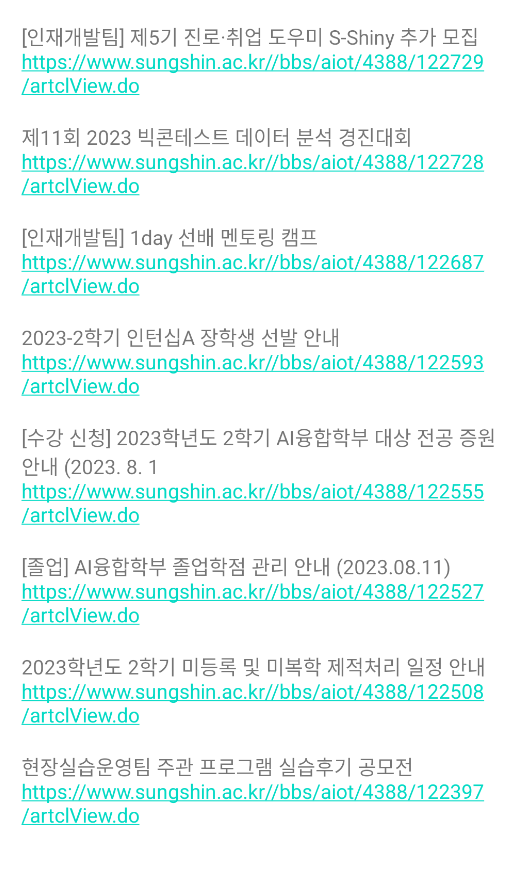 [인재개발팀] 제5기 진로·취업 도우미 S-Shiny 추가 모집
https://www.sungshin.ac.kr//bbs/aiot/4388/122729
/artclView.do
제11회 2023 빅콘테스트 데이터 분석 경진대회
https://www.sungshin.ac.kr//bbs/aiot/4388/122728
/artclView.do
[인재개발팀] 1day 선배 멘토링 캠프
https://www.sungshin.ac.kr//bbs/aiot/4388/122687
/artclView.do
2023-2학기 인턴십A 장학생 선발 안내
https://www.sungshin.ac.kr//bbs/aiot/4388/122593
/artclView.do
[수강 신청] 2023학년도 2학기 AI융합학부 대상 전공 증원
안내 (2023. 8. 1
https://www.sungshin.ac.kr//bbs/aiot/4388/122555
/artclView.do
[졸업] AI융합학부 졸업학점 관리 안내 (2023.08.11)
https://www.sungshin.ac.kr//bbs/aiot/4388/122527
/artclView.do
2023학년도 2학기 미등록 및 미복학 제적처리 일정 안내
https://www.sungshin.ac.kr//bbs/aiot/4388/122508
/artclView.do
현장실습운영팀 주관 프로그램 실습후기 공모전
https://www.sungshin.ac.kr//bbs/aiot/4388/122397
/artclView.do